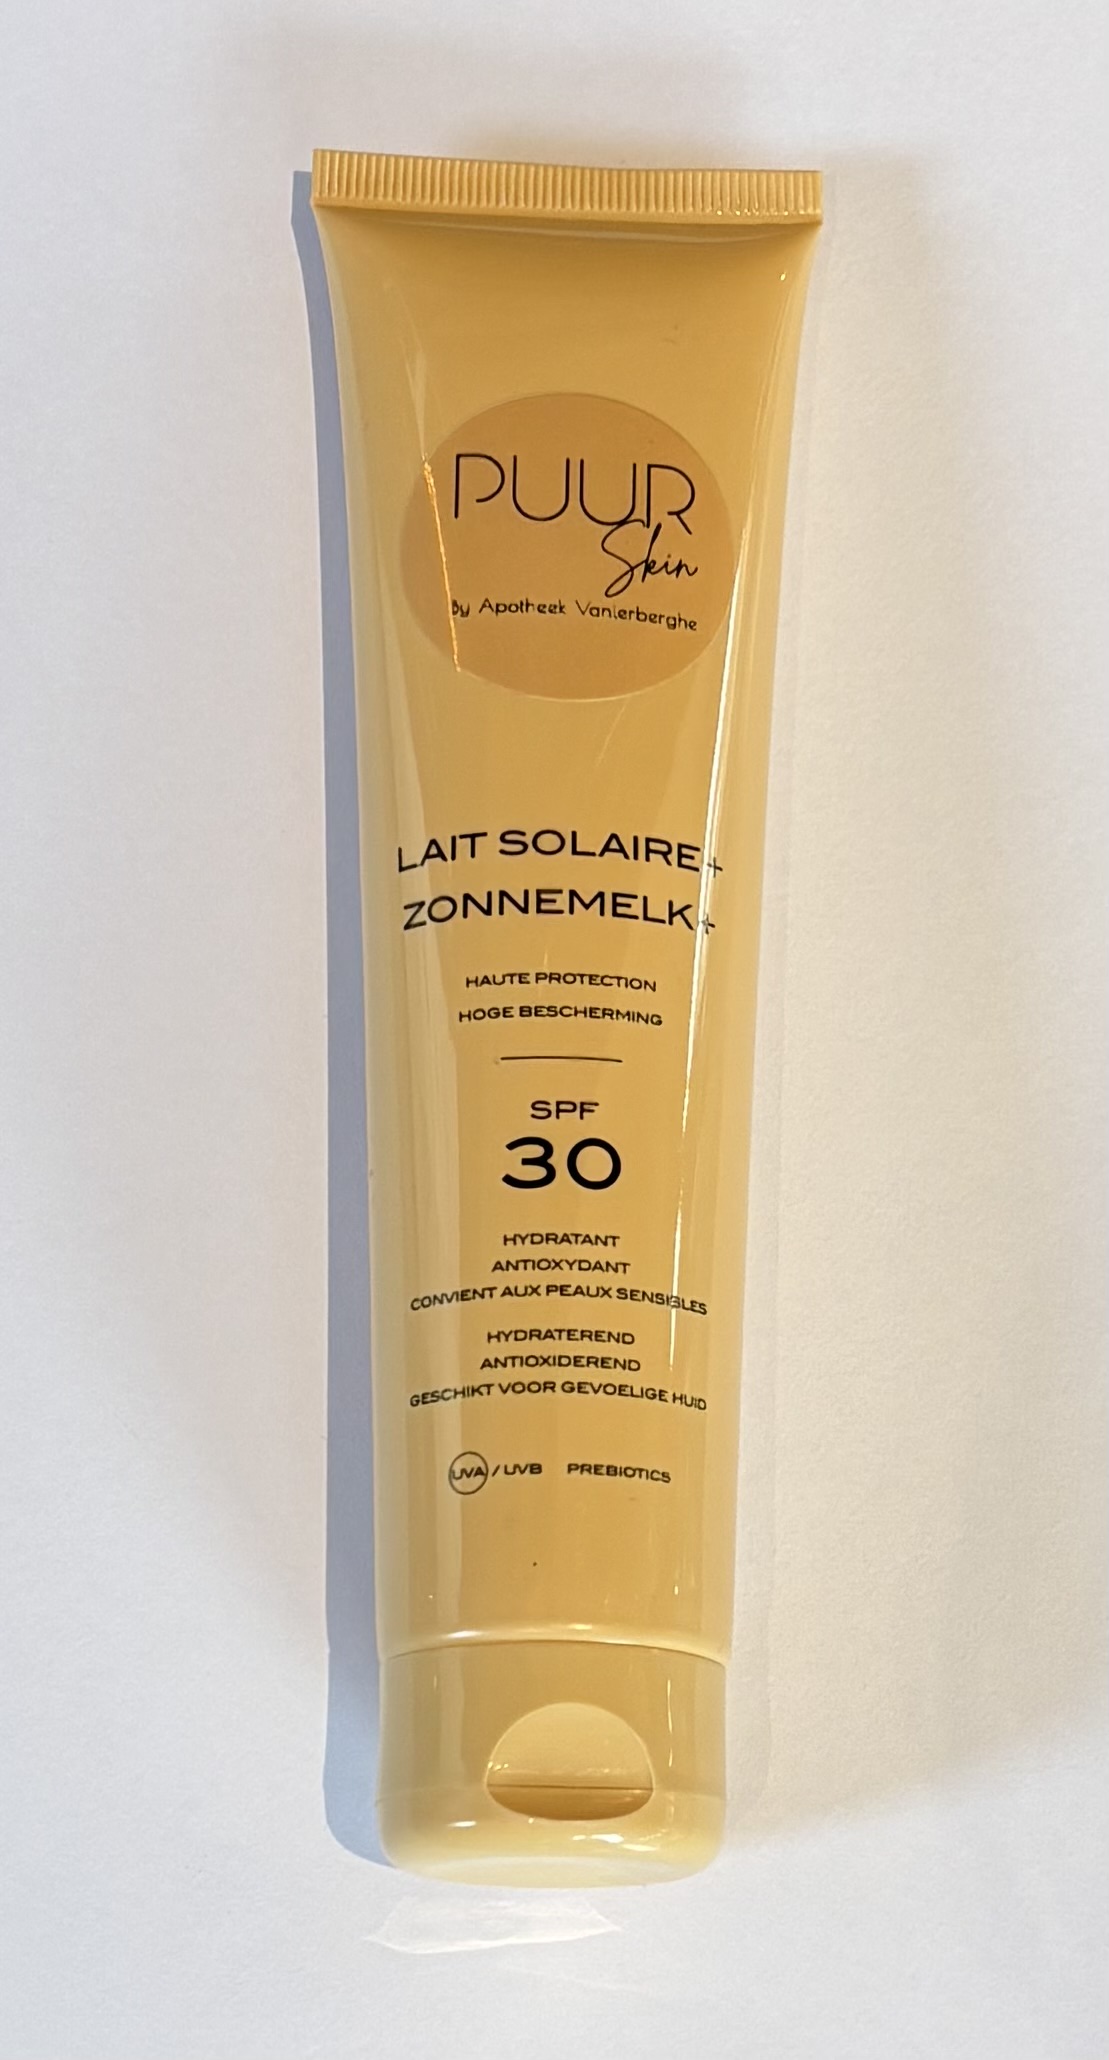 PUUR
Skin
By Apotheek Vanlerberghe
LAIT SOLAIRE+
ZONNEMELK+
HAUTE PROTECTION
HOGE BESCHERMING
SPF
30
HYDRATANT
ANTIOXYDANT
CONVIENT AUX PEAUX SENSIBLES
HYDRATEREND
ANTIOXIDEREND
GESCHIKT VOOR GEVOELIGE HUID
UVA / UVB PREBIOTICS